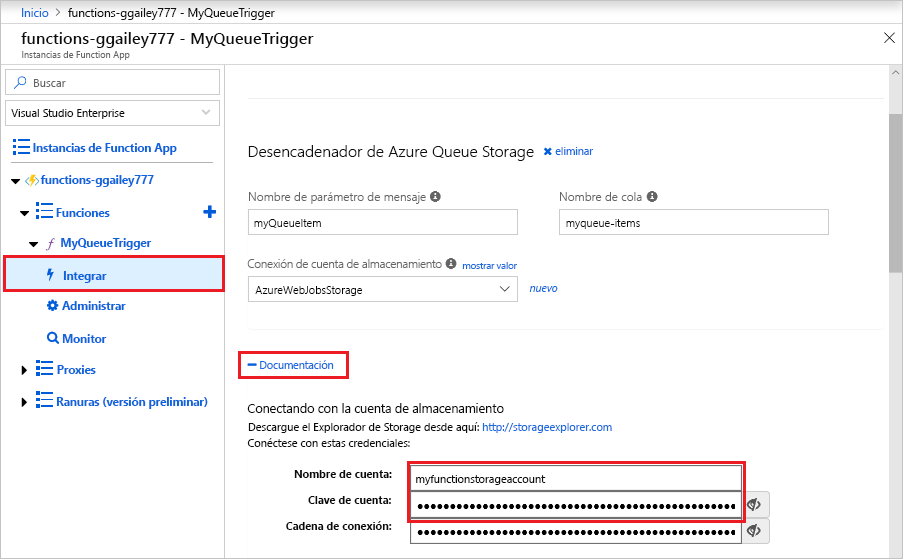 Inicio > functions-ggailey777 - MyQueueTrigger
functions-ggailey777 - MyQueueTrigger
Instancias de Function App
Buscar
Visual Studio Enterprise
Instancias de Function App
functions-ggailey777
Funciones
MyQueueTrigger
Integrar
Administrar
Monitor
Proxies
Ranuras (versión preliminar)
Desencadenador de Azure Queue Storage eliminar
Nombre de parámetro de mensaje
myQueueItem
Nombre de cola
myqueue-items
Conexión de cuenta de almacenamiento mostrar valor
AzureWebJobsStorage
nuevo
Documentación
Conectando con la cuenta de almacenamiento
Descargue el Explorador de Storage desde aquí: http://storageexplorer.com
Conéctese con estas credenciales:
Nombre de cuenta: myfunctionstorageaccount
Clave de cuenta:
Cadena de conexión: